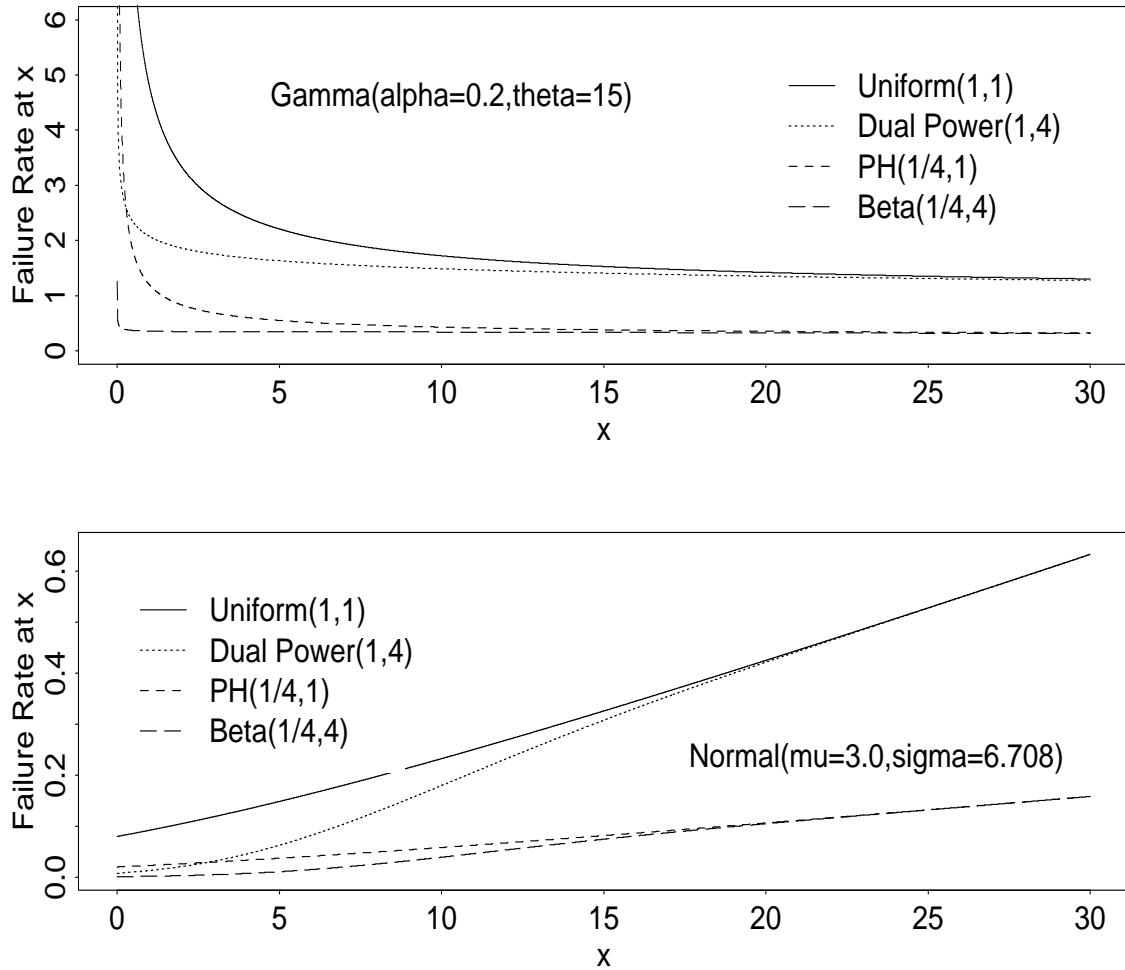 Failure Rate at x
6
5
4
3
2
1
0
Gamma(alpha=0.2,theta=15)
Uniform(1,1)
Dual Power(1,4)
PH(1/4,1)
Beta(1/4,4)
0 5 10 15 20 25 30
x
Failure Rate at x
0.6
0.4
0.2
0.0
Uniform(1,1)
Dual Power(1,4)
PH(1/4,1)
Beta(1/4,4)
Normal(mu=3.0,sigma=6.708)
0 5 10 15 20 25 30
x